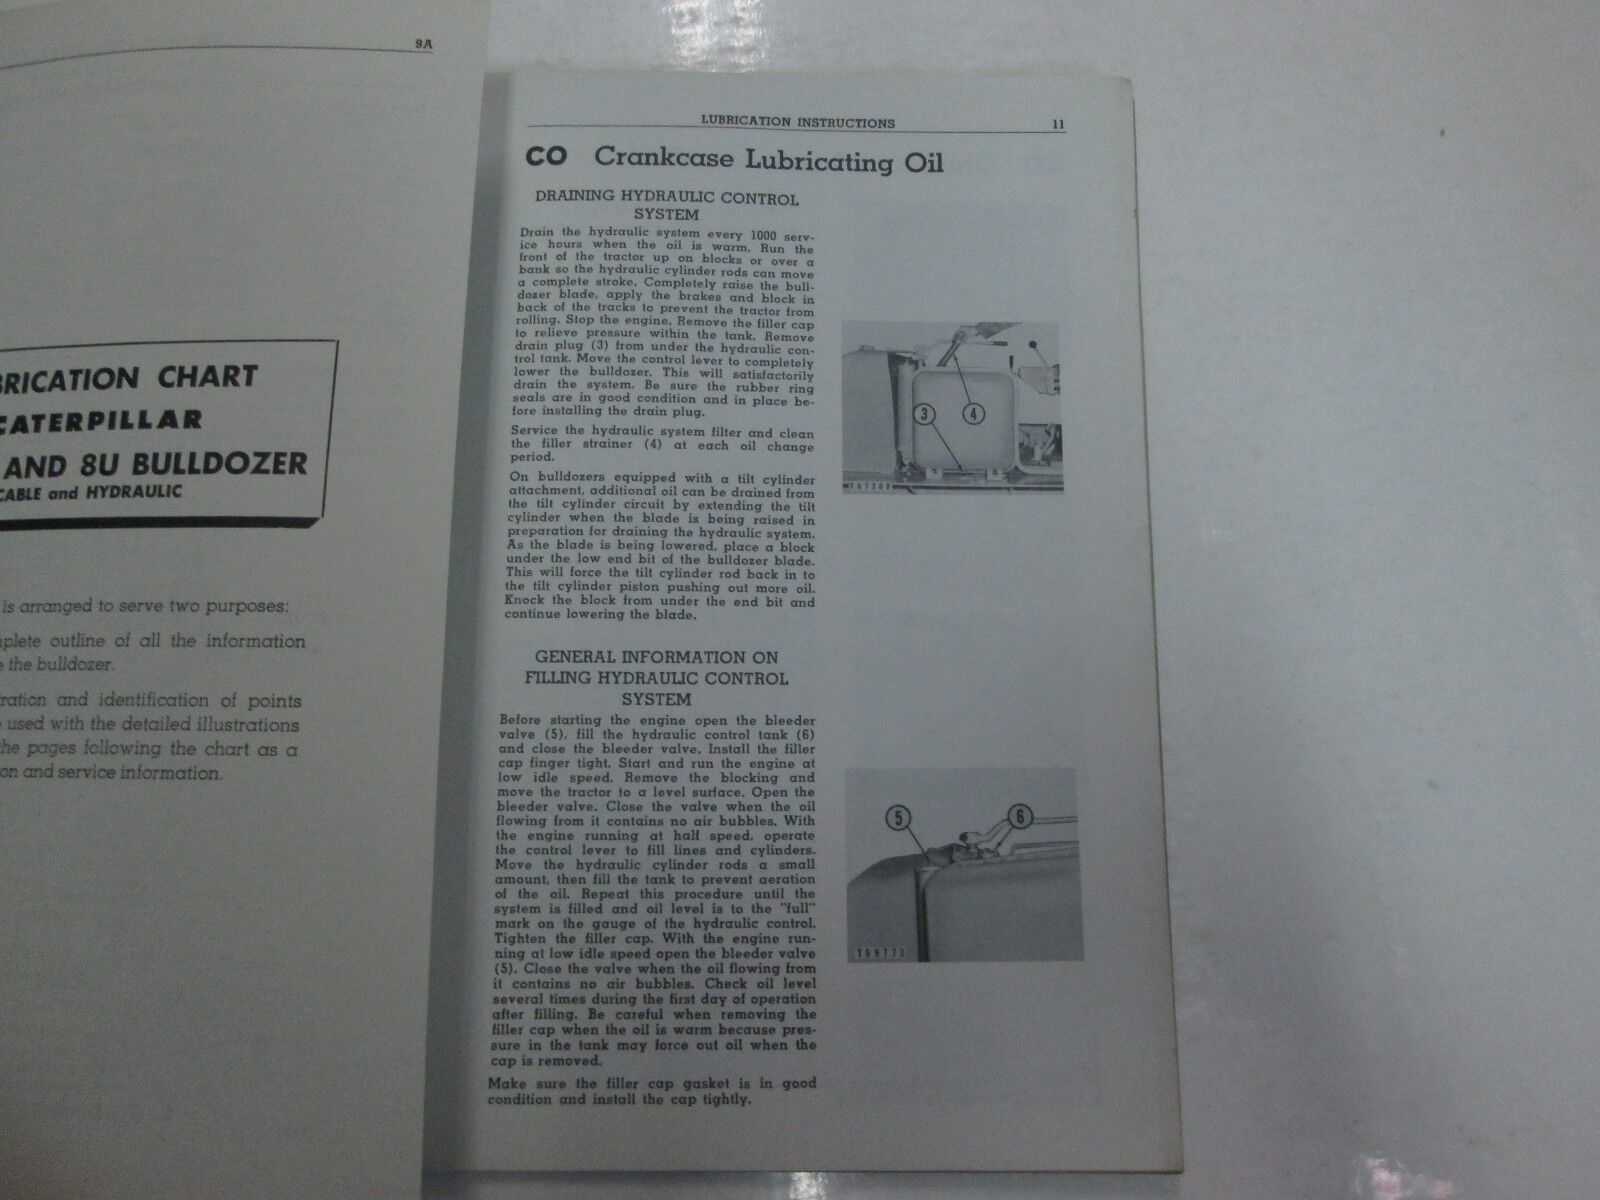 9A
BRICATION CHART
CATERPILLAR
AND 8U BULLDOZER
CABLE and HYDRAULIC
is arranged to serve two purposes:
mplete outline of all the information
the bulldozer.
ration and identification of points
used with the detailed illustrations
the pages following the chart as a
on and service information.
LUBRICATION INSTRUCTIONS 11
CO Crankcase Lubricating Oil
DRAINING HYDRAULIC CONTROL
SYSTEM
Drain the hydraulic system every 1000 serv-
ice hours when the oil is warm. Run the
front of the tractor up on blocks or over a
bank so the hydraulic cylinder rods can move
a complete stroke. Completely raise the bull-
dozer blade, apply the brakes and block in
back of the tracks to prevent the tractor from
rolling. Stop the engine. Remove the filler cap
to relieve pressure within the tank. Remove
drain plug (3) from under the hydraulic con-
trol tank. Move the control lever to completely
lower the bulldozer. This will satisfactorily
drain the system. Be sure the rubber ring
seals are in good condition and in place be-
fore installing the drain plug.
Service the hydraulic system filter and clean
the filler strainer (4) at each oil change
period.
On bulldozers equipped with a tilt cylinder
attachment, additional oil can be drained from
the tilt cylinder circuit by extending the tilt
cylinder when the blade is being raised in
preparation for draining the hydraulic system.
As the blade is being lowered, place a block
under the low end bit of the bulldozer blade.
This will force the tilt cylinder rod back in to
the tilt cylinder piston pushing out more oil.
Knock the block from under the end bit and
continue lowering the blade.
3 4
GENERAL INFORMATION ON
FILLING HYDRAULIC CONTROL
SYSTEM
Before starting the engine open the bleeder
valve (5), fill the hydraulic control tank (6)
and close the bleeder valve. Install the filler
cap finger tight. Start and run the engine at
low idle speed. Remove the blocking and
move the tractor to a level surface. Open the
bleeder valve. Close the valve when the oil
flowing from it contains no air bubbles. With
the engine running at half speed, operate
the control lever to fill lines and cylinders.
Move the hydraulic cylinder rods a small
amount, then fill the tank to prevent aeration
of the oil. Repeat this procedure until the
system is filled and oil level is to the "full"
mark on the gauge of the hydraulic control.
Tighten the filler cap. With the engine run-
ning at low idle speed open the bleeder valve
(5). Close the valve when the oil flowing from
it contains no air bubbles. Check oil level
several times during the first day of operation
after filling. Be careful when removing the
filler cap when the oil is warm because pres-
sure in the tank may force out oil when the
cap is removed.
Make sure the filler cap gasket is in good
condition and install the cap tightly.
5 6
T69773